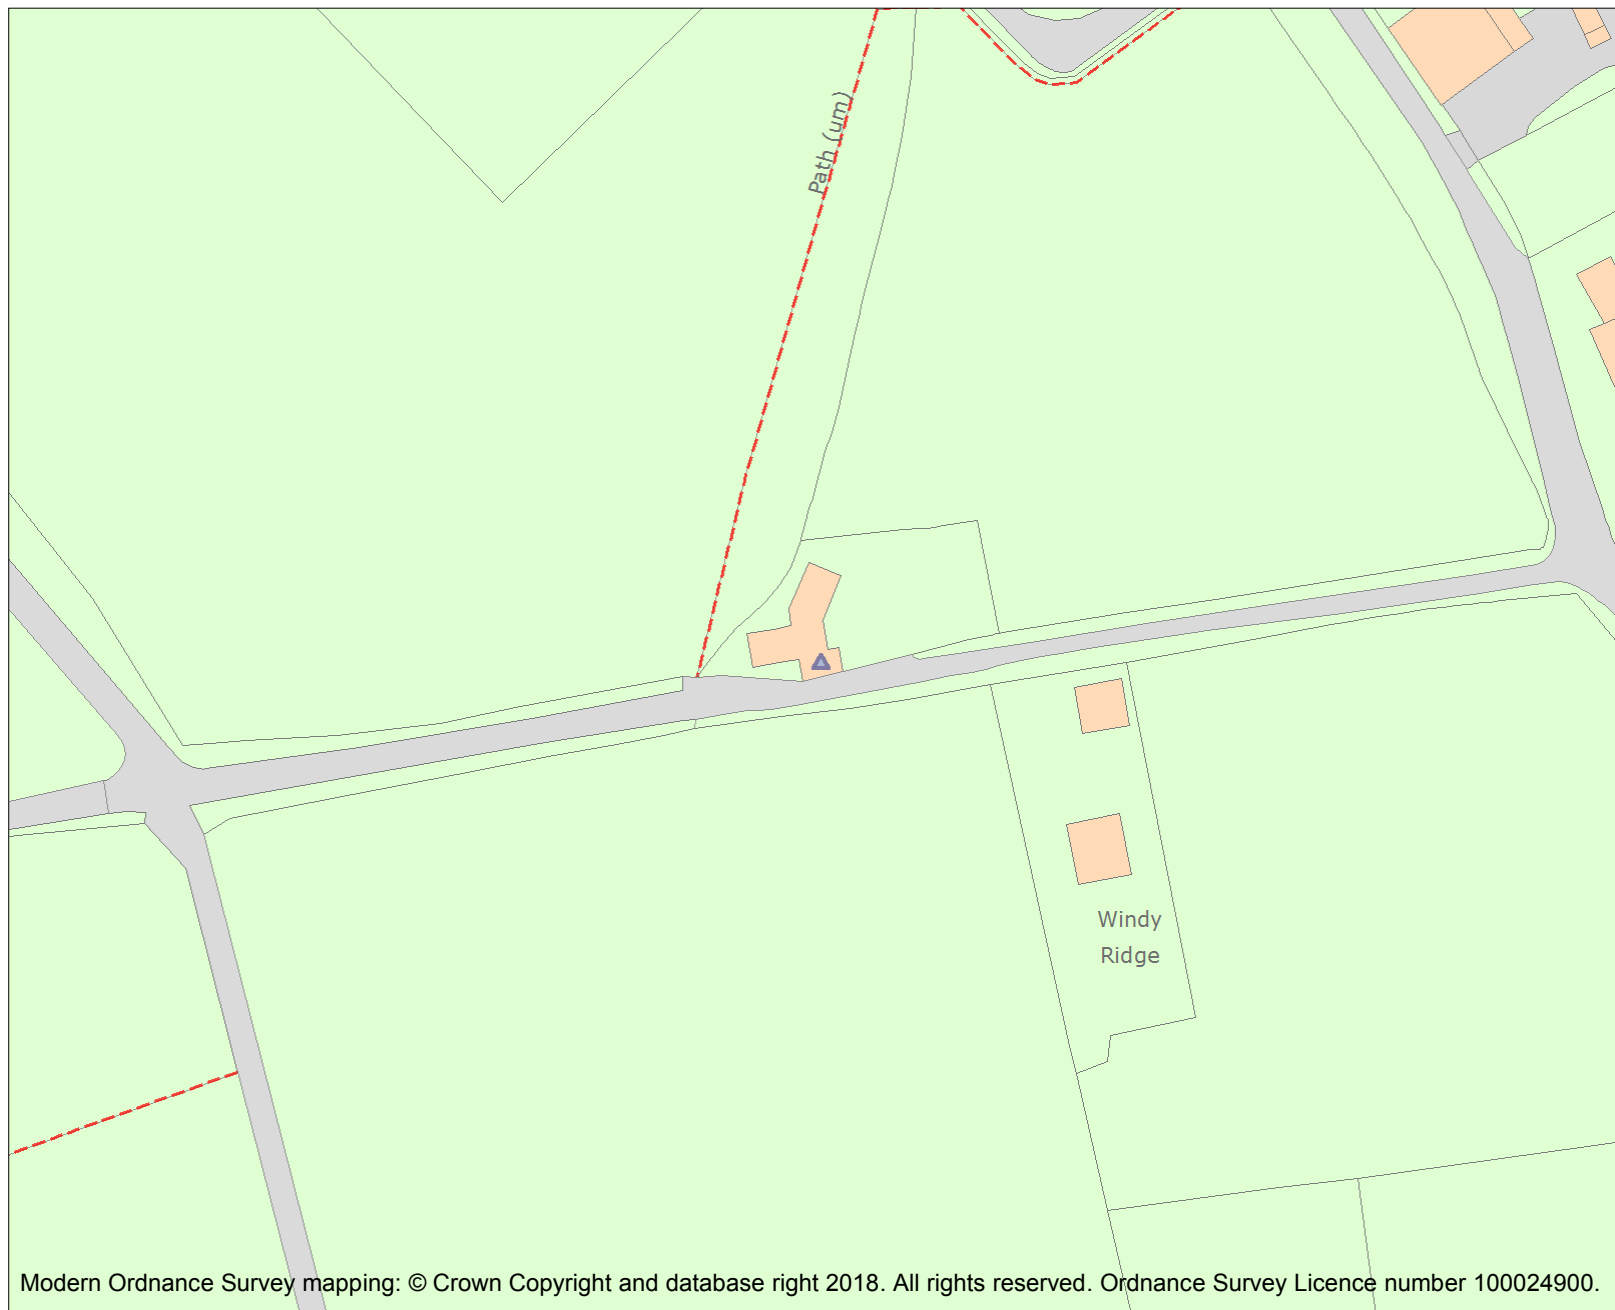 Path (um)
Windy
Ridge
Modern Ordnance Survey mapping: © Crown Copyright and database right 2018. All rights reserved. Ordnance Survey Licence number 100024900.